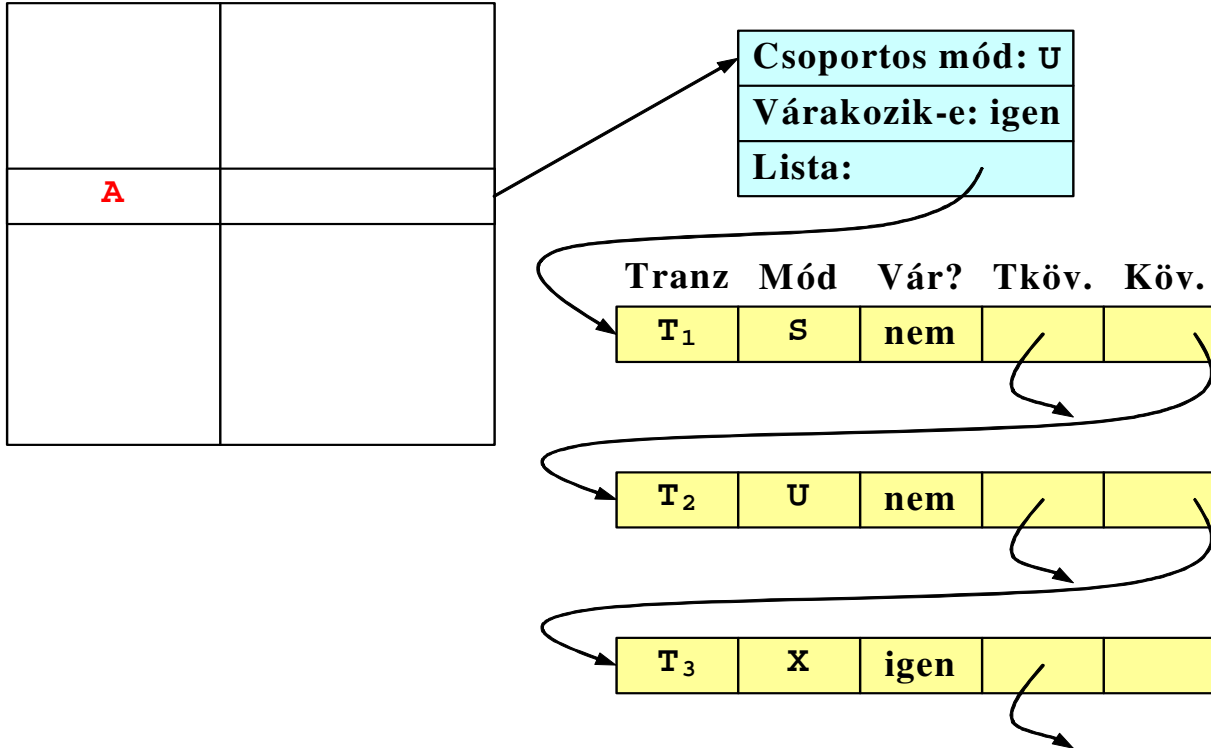 Csoportos mód: U
Várakozik-e: igen
A
Lista:
Tranz Mód Vár? Tköv. Köv.
T₁ S nem
T₂ U nem
T₃ X igen